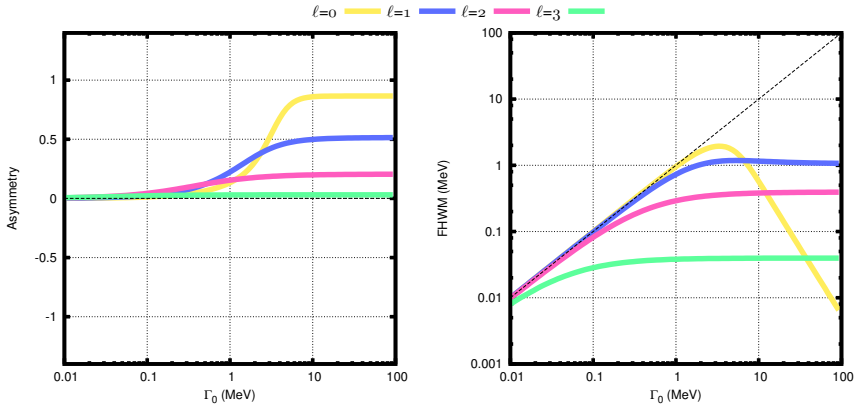 ℓ=0 ℓ=1 ℓ=2 ℓ=3
1
0.5
0
-0.5
-1
Asymmetry
0.01 0.1 1 10 100
Γ0 (MeV)
100
10
1
0.1
0.01
0.001
FHWM (MeV)
0.01 0.1 1 10 100
Γ0 (MeV)